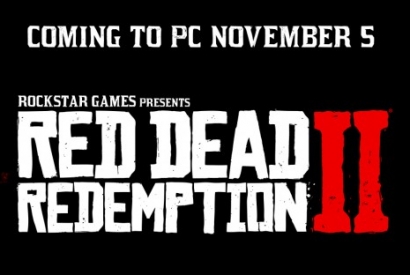 COMING TO PC NOVEMBER 5
ROCKSTAR GAMES PRESENTS
RED DEAD
REDEMPTION II